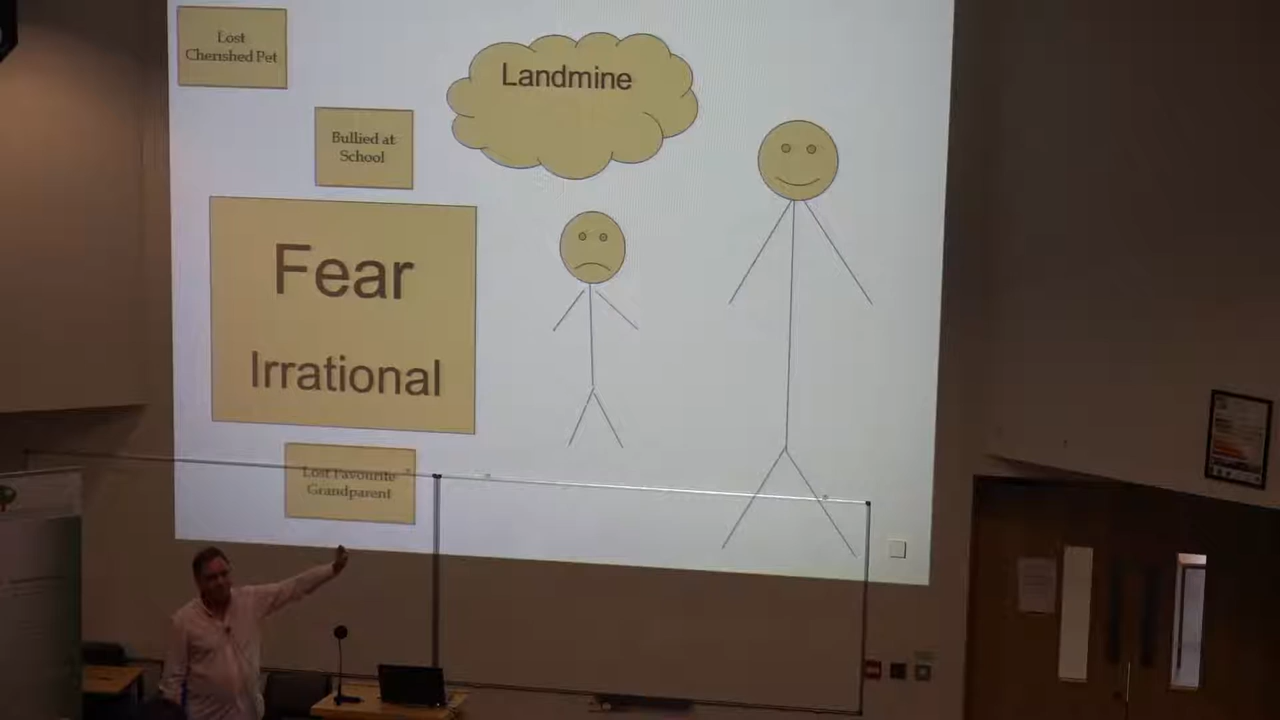 Lost
Cherished Pet
Landmine
Bullied at
School
Fear
Irrational
Lost Favourite
Grandparent